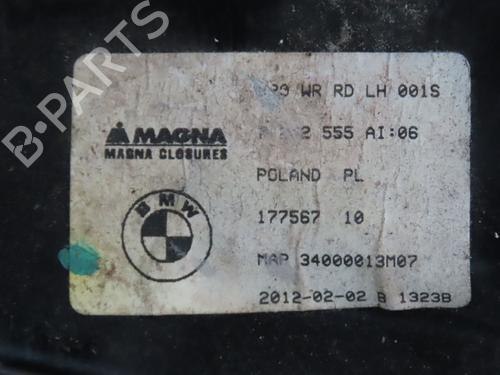 B-PARTS
WR RD LH 001S
MAGNA
555 AI:06
MAGNA CLOSURES
POLAND PL
BMW
177567 10
MAP 34000013M07
2012-02-02 B 1323B